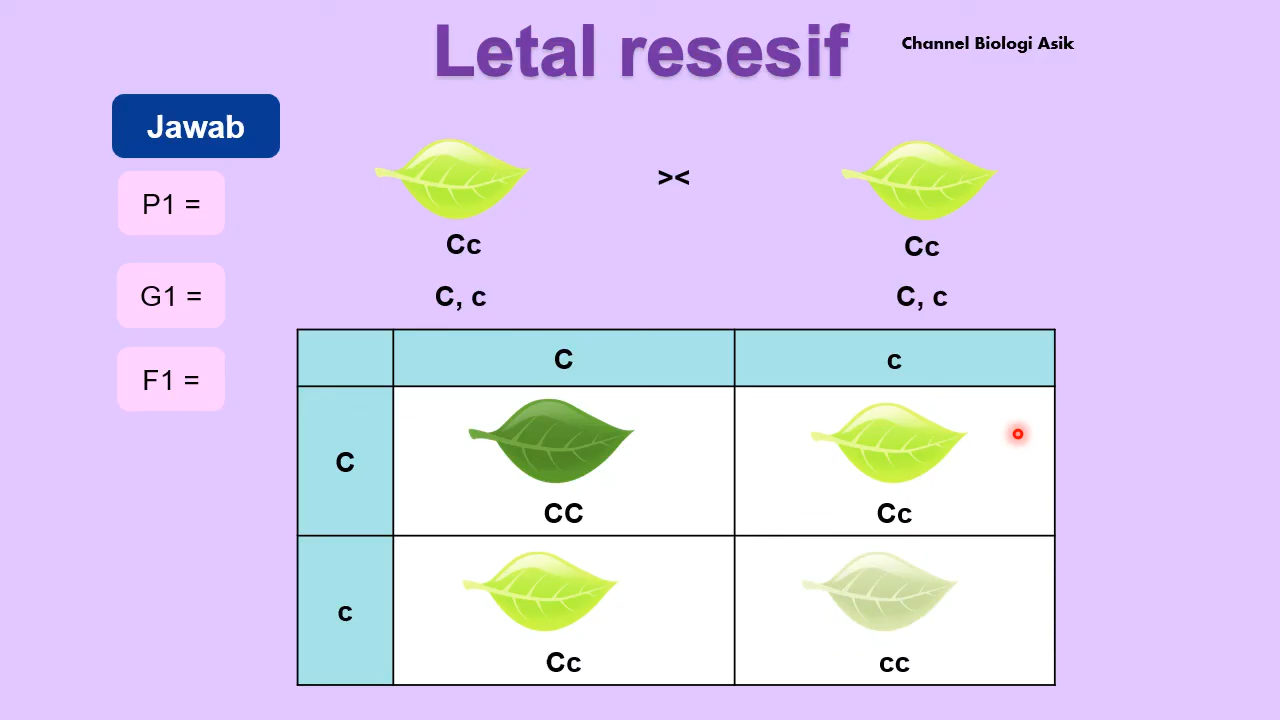 Letal resesif
Channel Biologi Asik
Jawab
P1 =
><
Cc
Cc
G1 =
C, c
C, c
F1 =
C
c
C
CC
Cc
c
Cc
cc